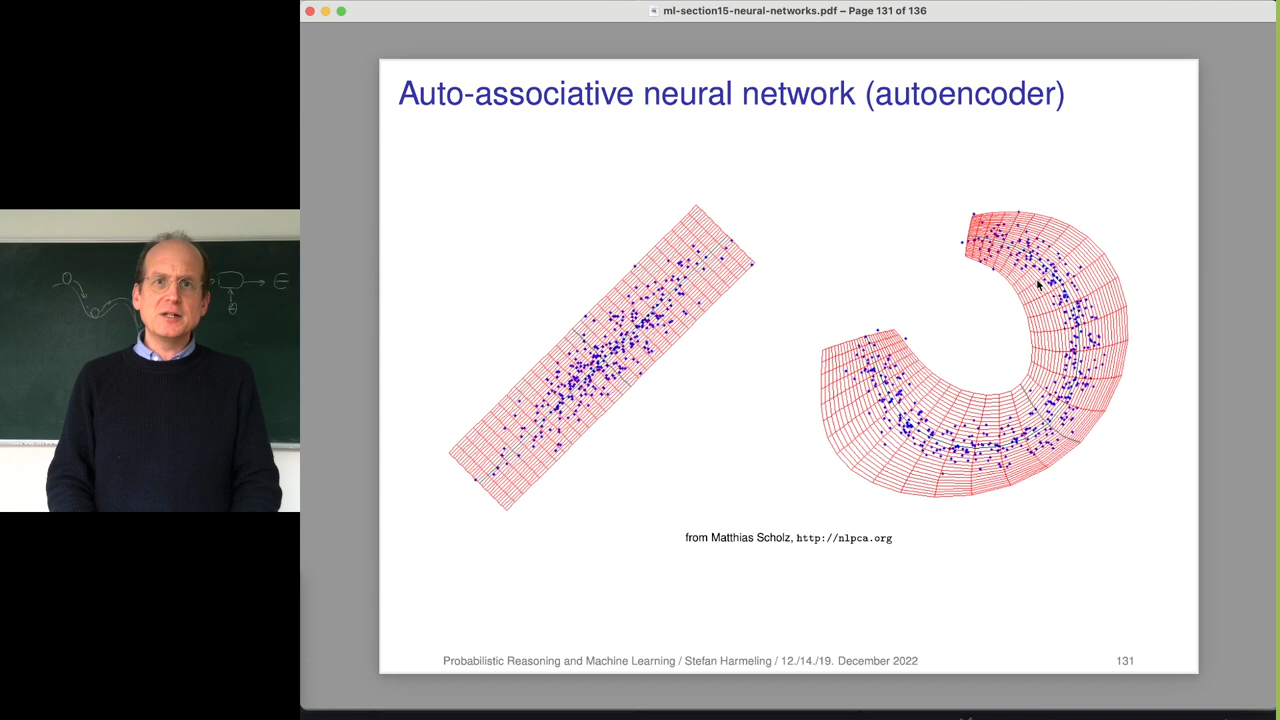 ml-section15-neural-networks.pdf – Page 131 of 136
Auto-associative neural network (autoencoder)
from Matthias Scholz, http://nlpca.org
Probabilistic Reasoning and Machine Learning / Stefan Harmeling / 12./14./19. December 2022
131